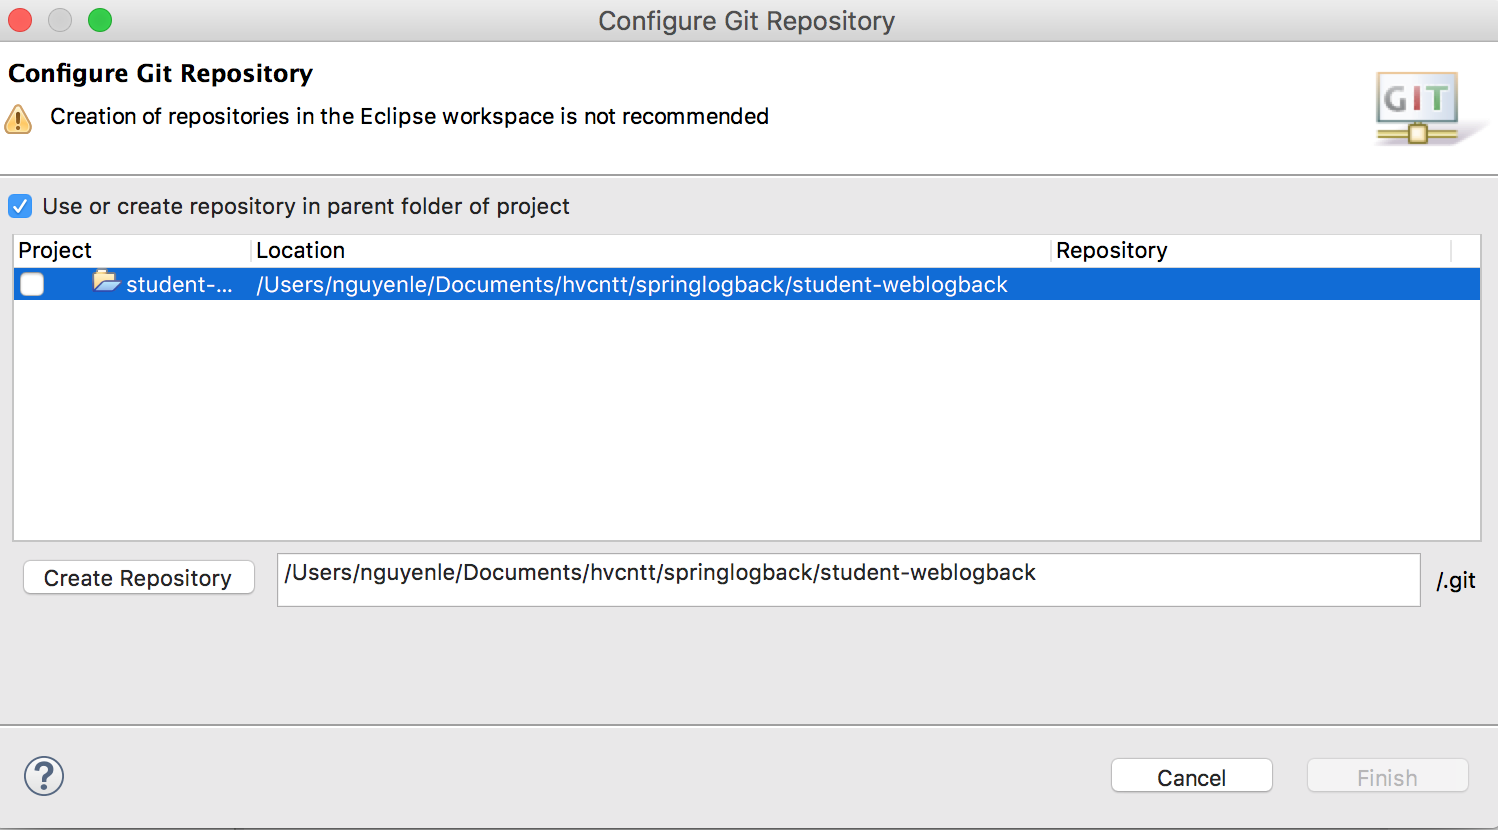 Configure Git Repository
Configure Git Repository
Creation of repositories in the Eclipse workspace is not recommended
GIT
Use or create repository in parent folder of project
Project Location Repository
student-... /Users/nguyenle/Documents/hvcntt/springlogback/student-weblogback
Create Repository /Users/nguyenle/Documents/hvcntt/springlogback/student-weblogback /.git
? Cancel Finish